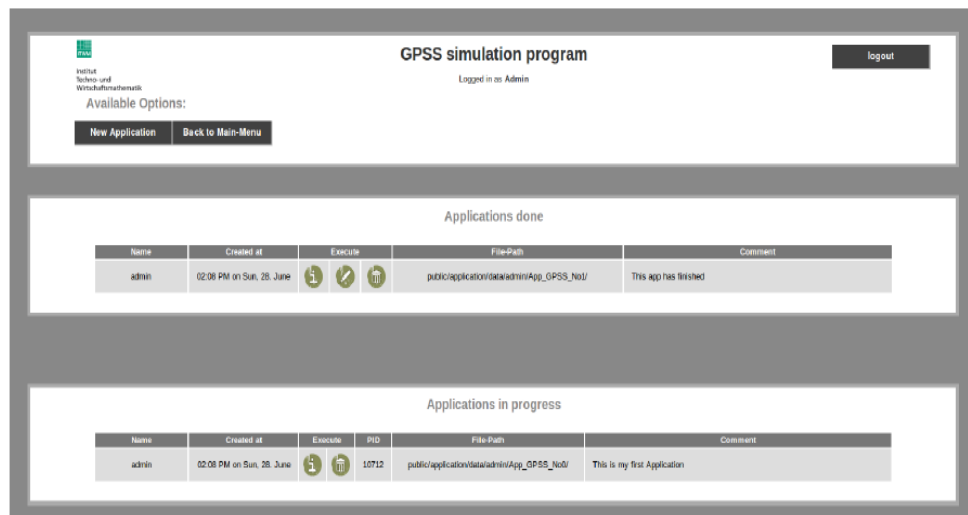 ITWM
Institut
Techno- und
Wirtschaftsmathematik
GPSS simulation program
Logged in as Admin
logout
Available Options:
New Application Back to Main-Menu
Applications done
Name Created at Execute File-Path Comment
admin 02:08 PM on Sun, 28. June public/application/data/admin/App_GPSS_No1/ This app has finished
Applications in progress
Name Created at Execute PID File-Path Comment
admin 02:08 PM on Sun, 28. June 10712 public/application/data/admin/App_GPSS_No0/ This is my first Application